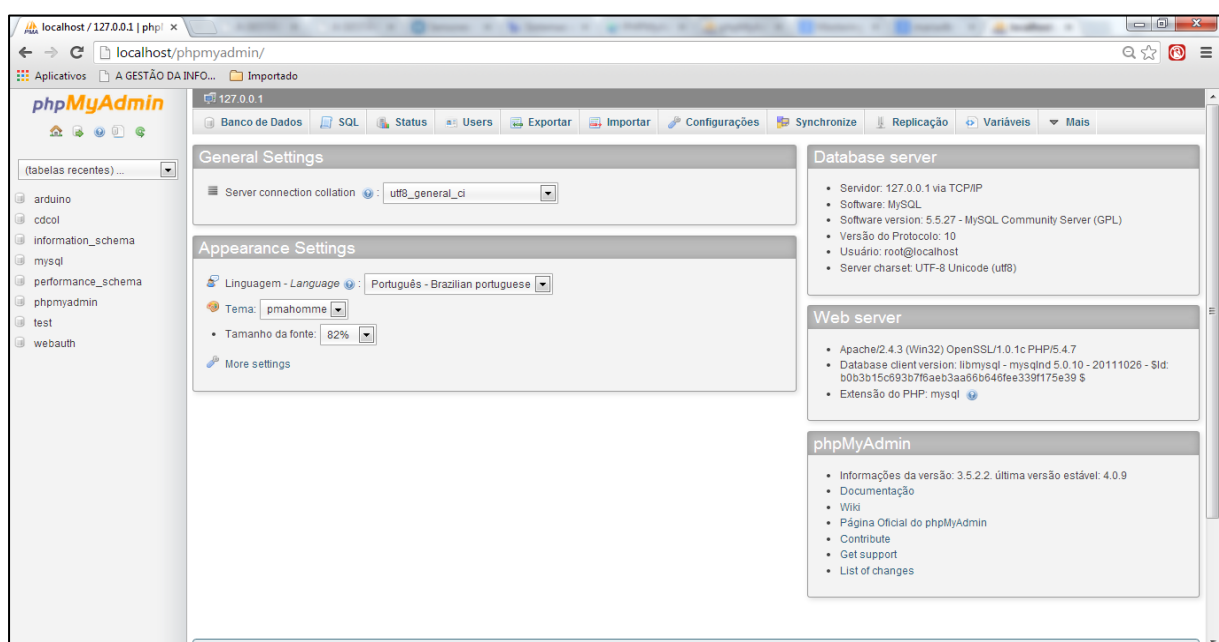 localhost / 127.0.0.1 | phpl
localhost/phpmyadmin/
Aplicativos A GESTÃO DA INFO... Importado
phpMyAdmin
(tabelas recentes) ...
arduino
cdcol
information_schema
mysql
performance_schema
phpmyadmin
test
webauth
127.0.0.1
Banco de Dados SQL Status Users Exportar Importar Configurações Synchronize Replicação Variáveis Mais
General Settings
Server connection collation : utf8_general_ci
Appearance Settings
Linguagem - Language : Português - Brazilian portuguese
Tema: pmahomme
Tamanho da fonte: 82%
More settings
Database server
Servidor: 127.0.0.1 via TCP/IP
Software: MySQL
Software version: 5.5.27 - MySQL Community Server (GPL)
Versão do Protocolo: 10
Usuário: root@localhost
Server charset: UTF-8 Unicode (utf8)
Web server
Apache/2.4.3 (Win32) OpenSSL/1.0.1c PHP/5.4.7
Database client version: libmysql - mysqlnd 5.0.10 - 20111026 - $Id:
b0b3b15c693b7f6aeb3aa66b646fee339f175e39 $
Extensão do PHP: mysql
phpMyAdmin
Informações da versão: 3.5.2.2. última versão estável: 4.0.9
Documentação
Wiki
Página Oficial do phpMyAdmin
Contribute
Get support
List of changes